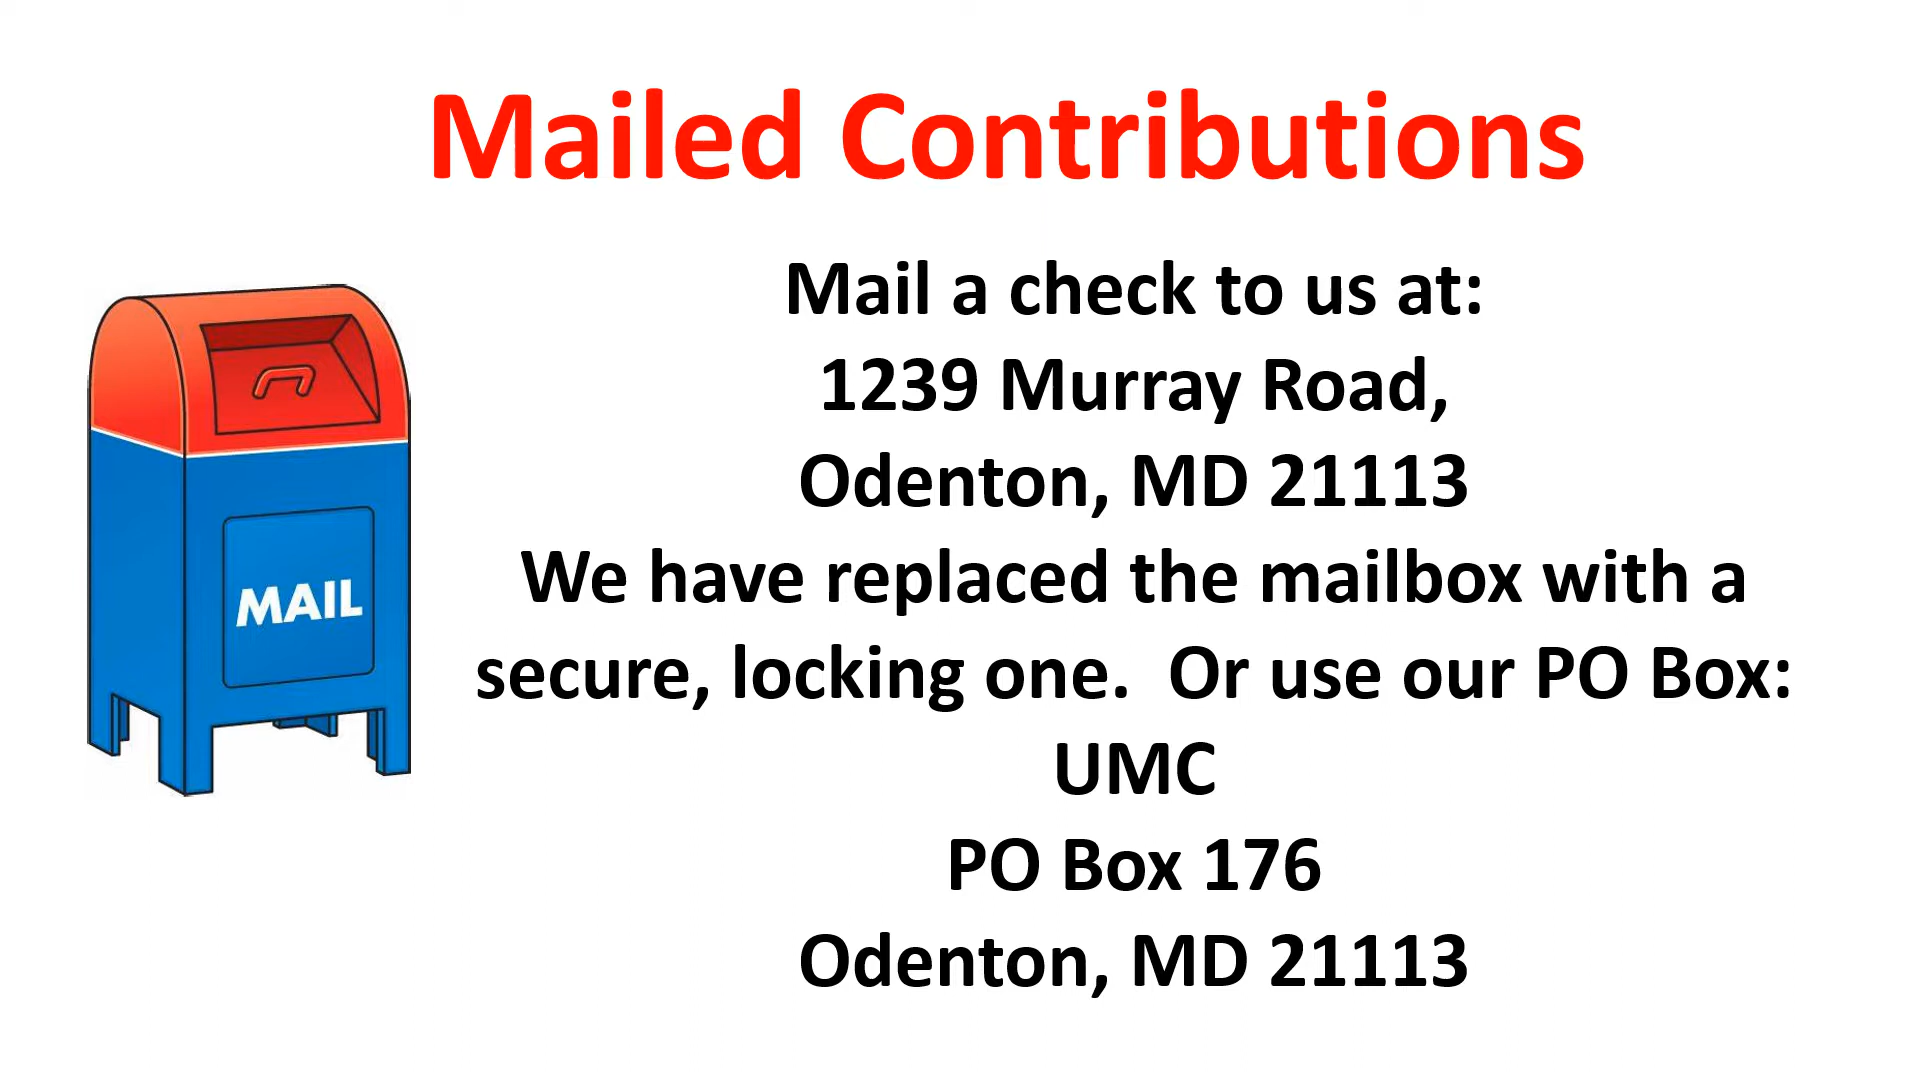 Mailed Contributions
Mail a check to us at:
1239 Murray Road,
Odenton, MD 21113
We have replaced the mailbox with a
secure, locking one.  Or use our PO Box:
UMC
PO Box 176
Odenton, MD 21113
MAIL